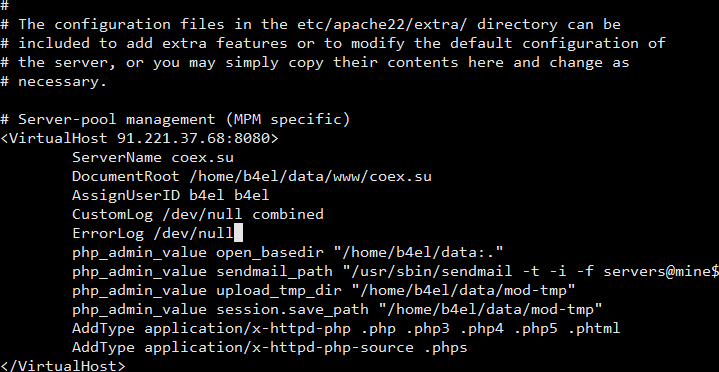 #
# The configuration files in the etc/apache22/extra/ directory can be
# included to add extra features or to modify the default configuration of
# the server, or you may simply copy their contents here and change as
# necessary.
# Server-pool management (MPM specific)
<VirtualHost 91.221.37.68:8080>
ServerName coex.su
DocumentRoot /home/b4el/data/www/coex.su
AssignUserID b4el b4el
CustomLog /dev/null combined
ErrorLog /dev/null
php_admin_value open_basedir "/home/b4el/data:."
php_admin_value sendmail_path "/usr/sbin/sendmail -t -i -f servers@mine$
php_admin_value upload_tmp_dir "/home/b4el/data/mod-tmp"
php_admin_value session.save_path "/home/b4el/data/mod-tmp"
AddType application/x-httpd-php .php .php3 .php4 .php5 .phtml
AddType application/x-httpd-php-source .phps
</VirtualHost>